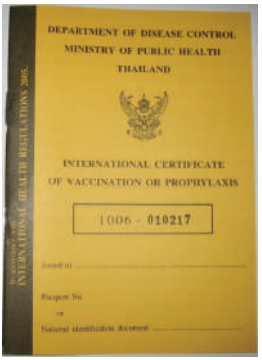 DEPARTMENT OF DISEASE CONTROL
MINISTRY OF PUBLIC HEALTH
THAILAND
INTERNATIONAL CERTIFICATE
OF VACCINATION OR PROPHYLAXIS
1006 - 010217
Issued to
Passport No
or
National identification document
INTERNATIONAL HEALTH REGULATIONS 2005.